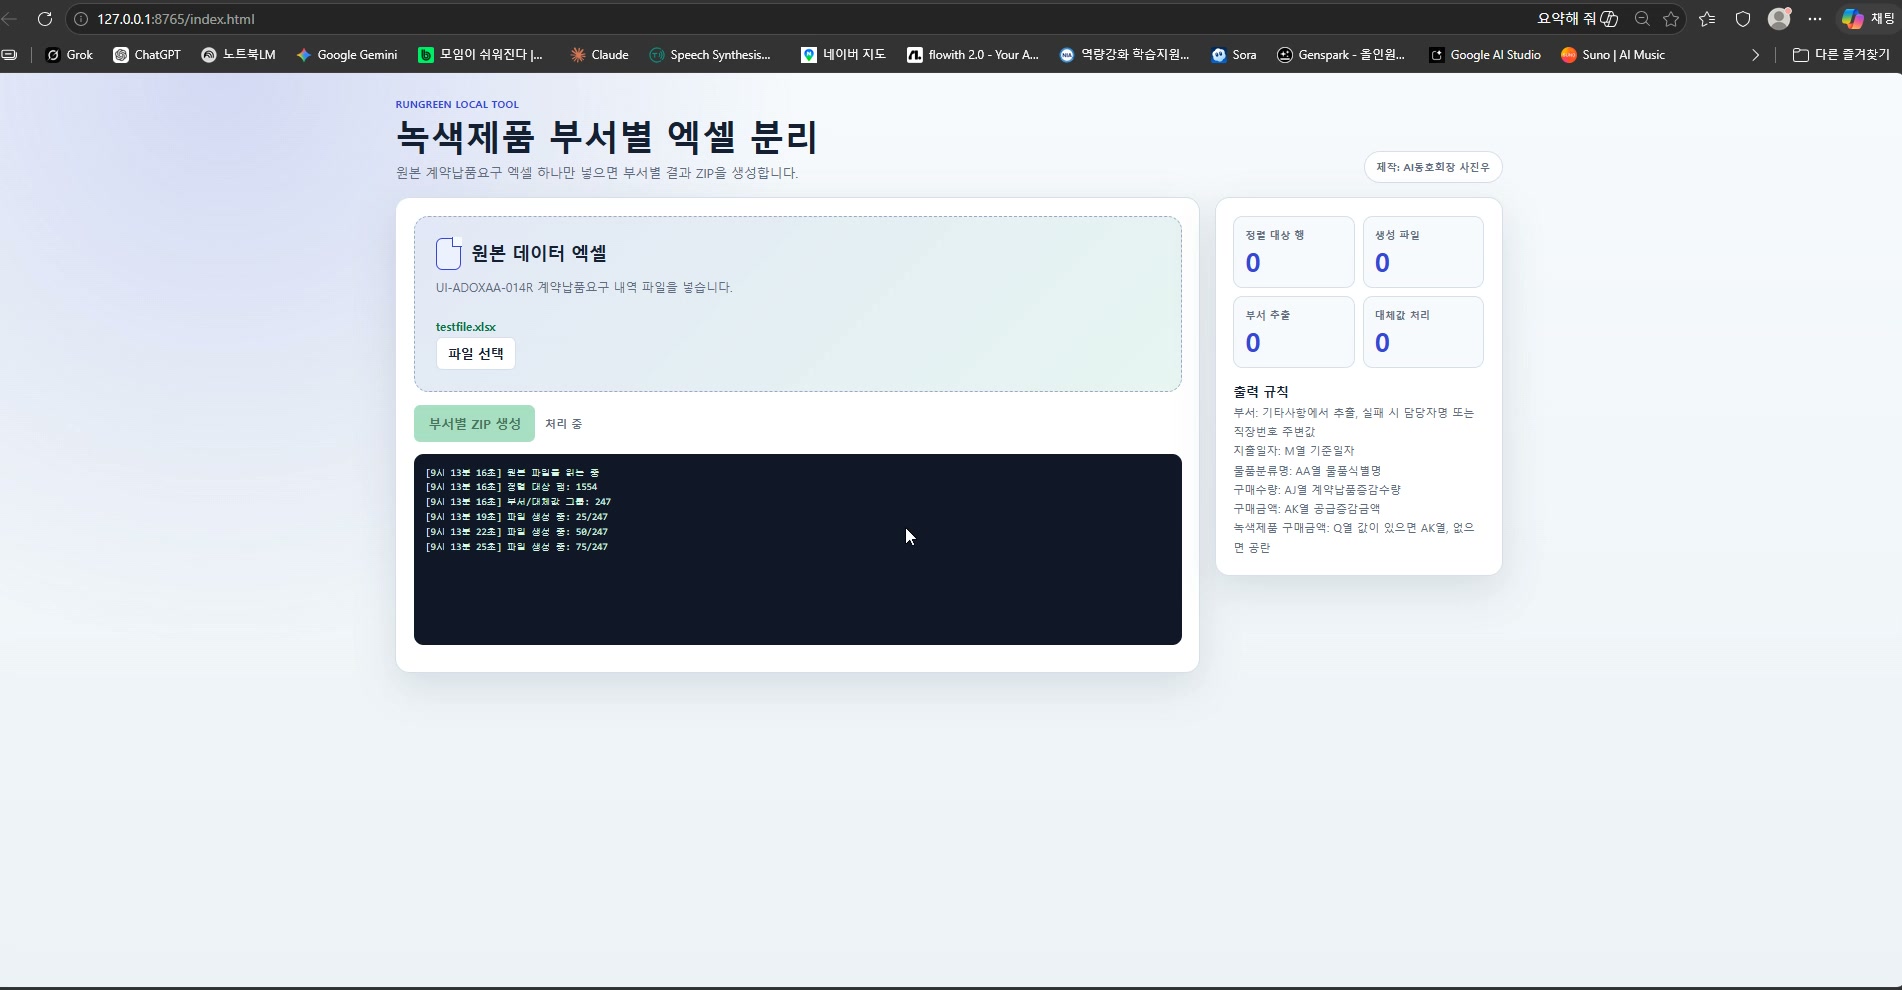 127.0.0.1:8765/index.html
요약해 줘
채팅
Grok
ChatGPT
노트북LM
Google Gemini
모임이 쉬워진다 |...
Claude
Speech Synthesis...
네이버 지도
flowith 2.0 - Your A...
역량강화 학습지원...
Sora
Genspark - 올인원...
Google AI Studio
Suno | AI Music
다른 즐겨찾기
RUNGREEN LOCAL TOOL
녹색제품 부서별 엑셀 분리
원본 계약납품요구 엑셀 하나만 넣으면 부서별 결과 ZIP을 생성합니다.
제작: AI동호회장 사진우
원본 데이터 엑셀
UI-ADOXAA-014R 계약납품요구 내역 파일을 넣습니다.
testfile.xlsx
파일 선택
부서별 ZIP 생성
처리 중
[9시 13분 16초] 원본 파일을 읽는 중
[9시 13분 16초] 정렬 대상 행: 1554
[9시 13분 16초] 부서/대체값 그룹: 247
[9시 13분 19초] 파일 생성 중: 25/247
[9시 13분 22초] 파일 생성 중: 50/247
[9시 13분 25초] 파일 생성 중: 75/247
정렬 대상 행
0
생성 파일
0
부서 추출
0
대체값 처리
0
출력 규칙
부서: 기타사항에서 추출, 실패 시 담당자명 또는
직장번호 주변값
지출일자: M열 기준일자
물품분류명: AA열 물품식별명
구매수량: AJ열 계약납품증감수량
구매금액: AK열 공급증감금액
녹색제품 구매금액: Q열 값이 있으면 AK열, 없으
면 공란